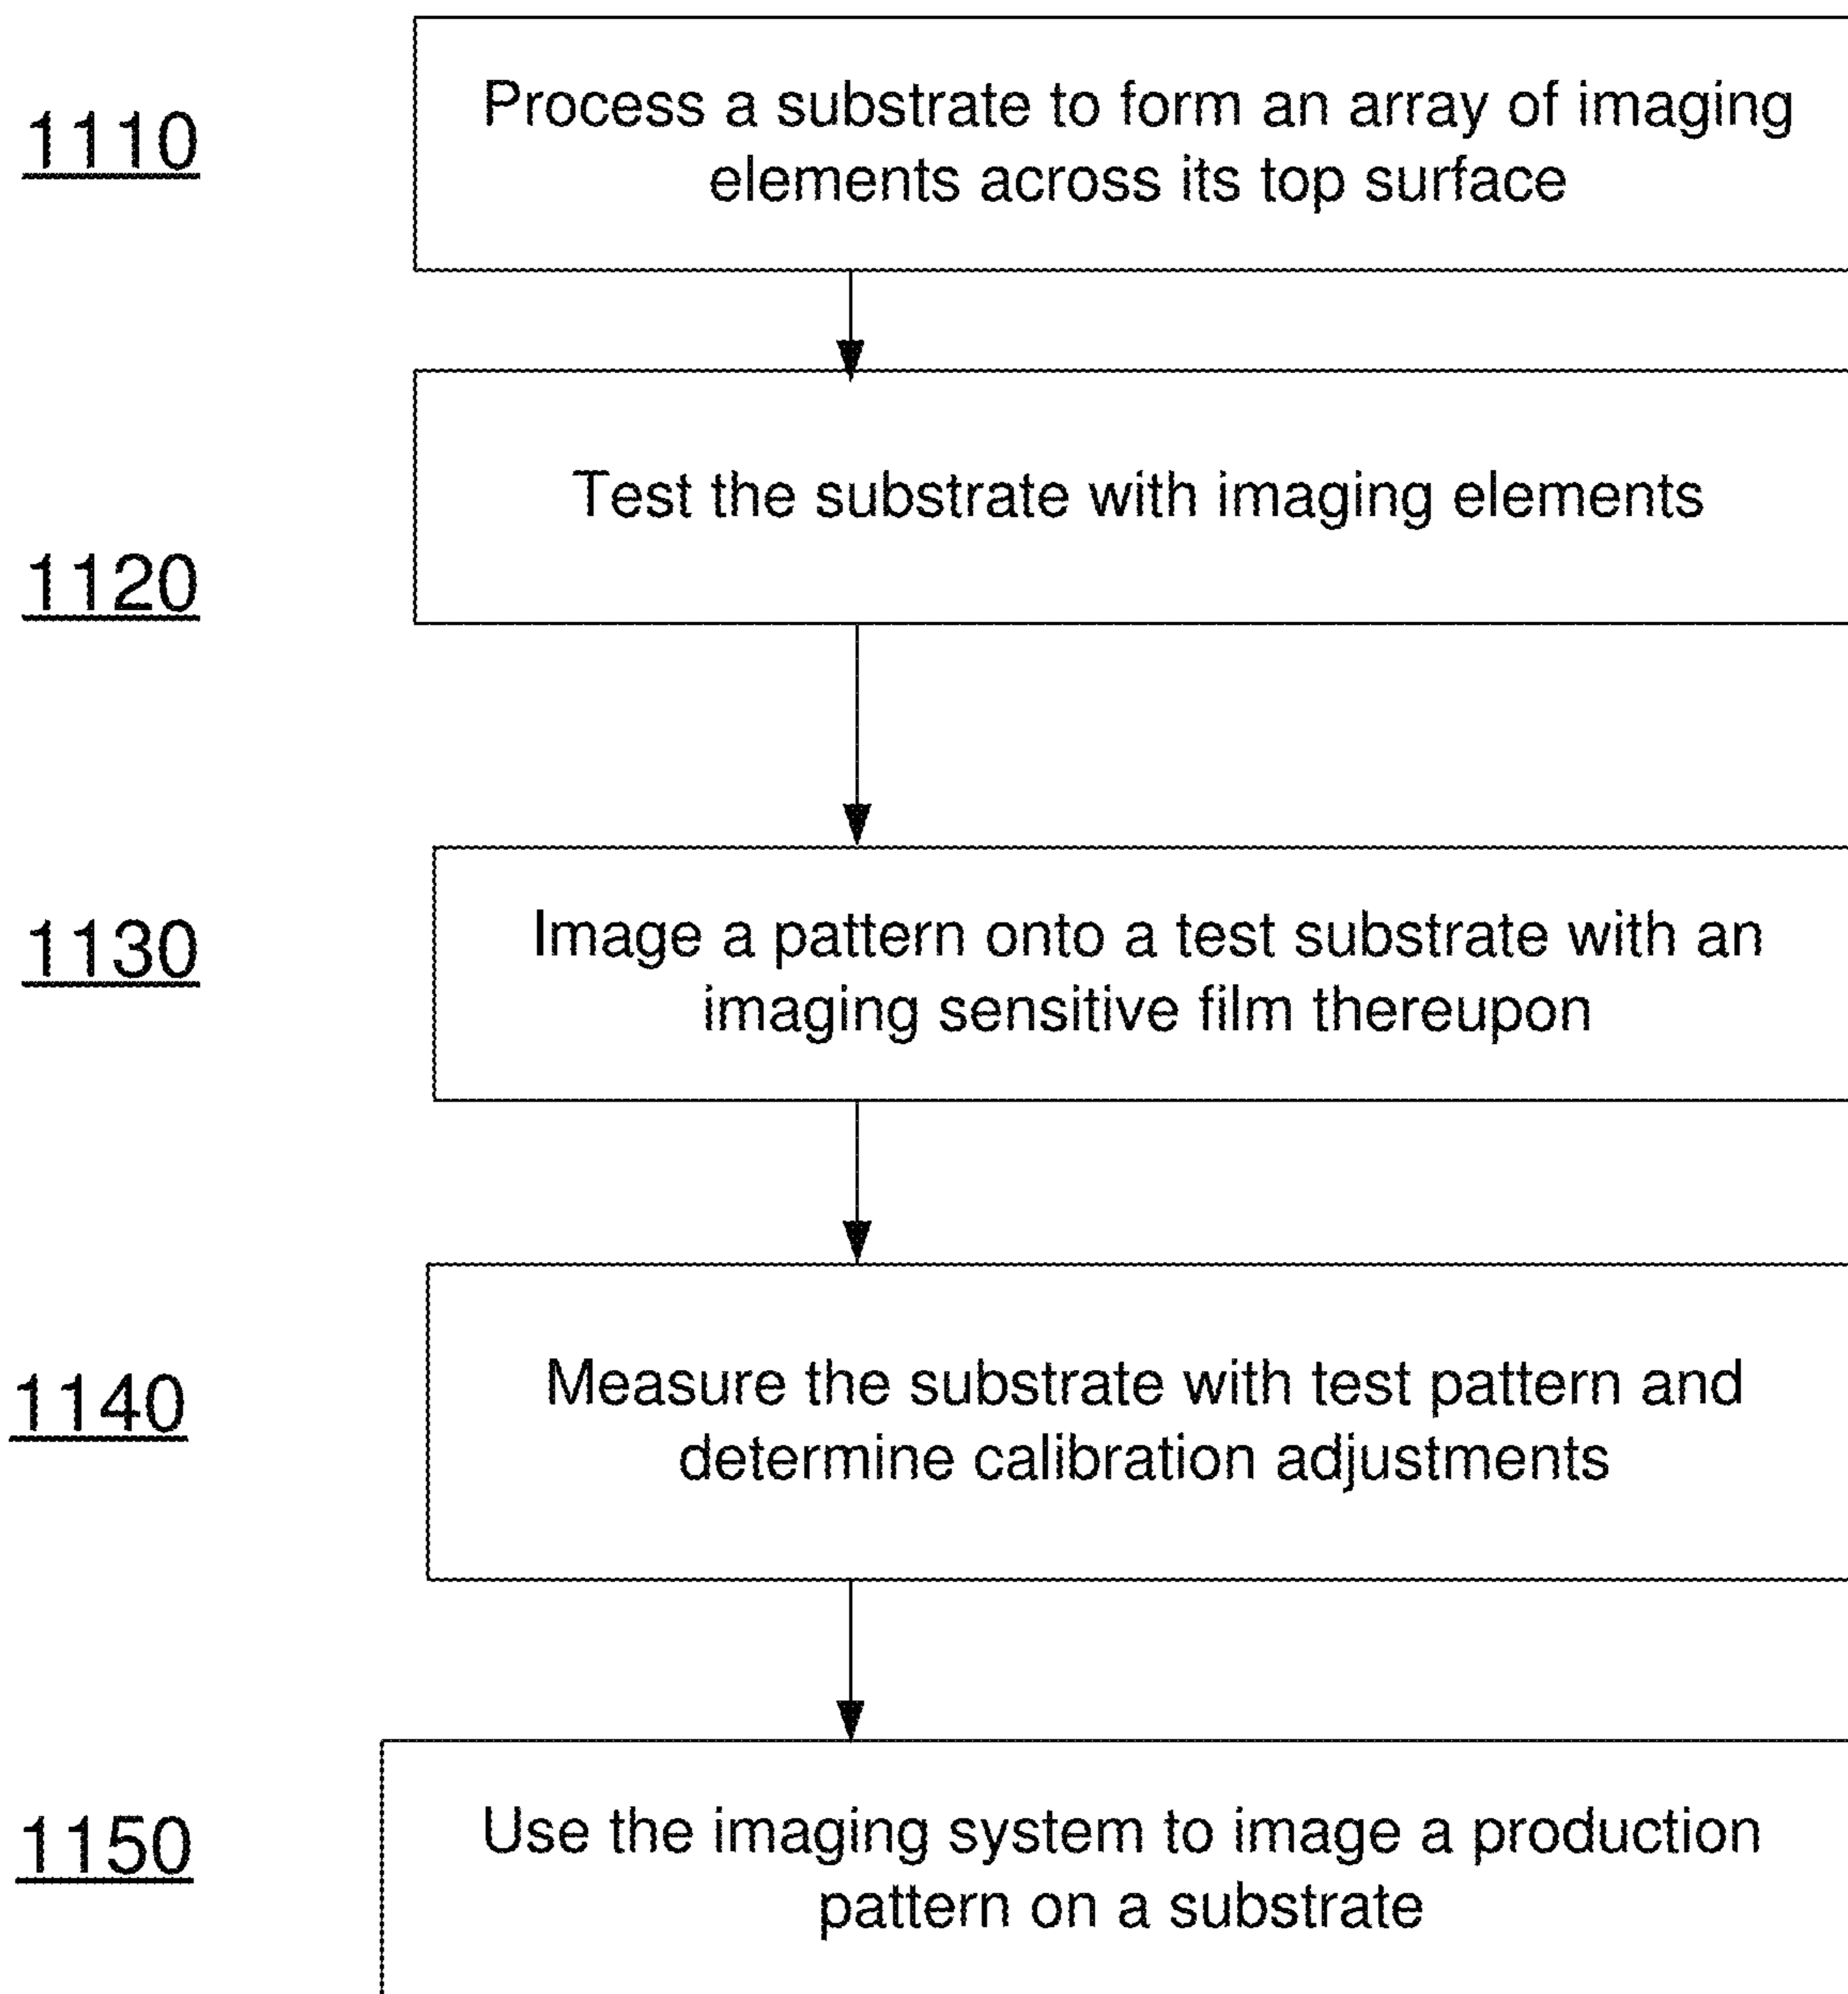 1110
Process a substrate to form an array of imaging
elements across its top surface
1120
Test the substrate with imaging elements
1130
Image a pattern onto a test substrate with an
imaging sensitive film thereupon
1140
Measure the substrate with test pattern and
determine calibration adjustments
1150
Use the imaging system to image a production
pattern on a substrate